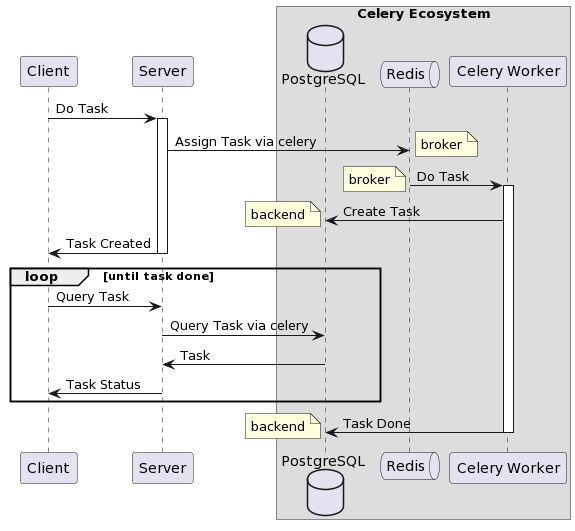 Celery Ecosystem
Client
Server
PostgreSQL
Redis
Celery Worker
Do Task
Assign Task via celery
broker
broker
Do Task
backend
Create Task
Task Created
loop
[until task done]
Query Task
Query Task via celery
Task
Task Status
backend
Task Done
Client
Server
PostgreSQL
Redis
Celery Worker